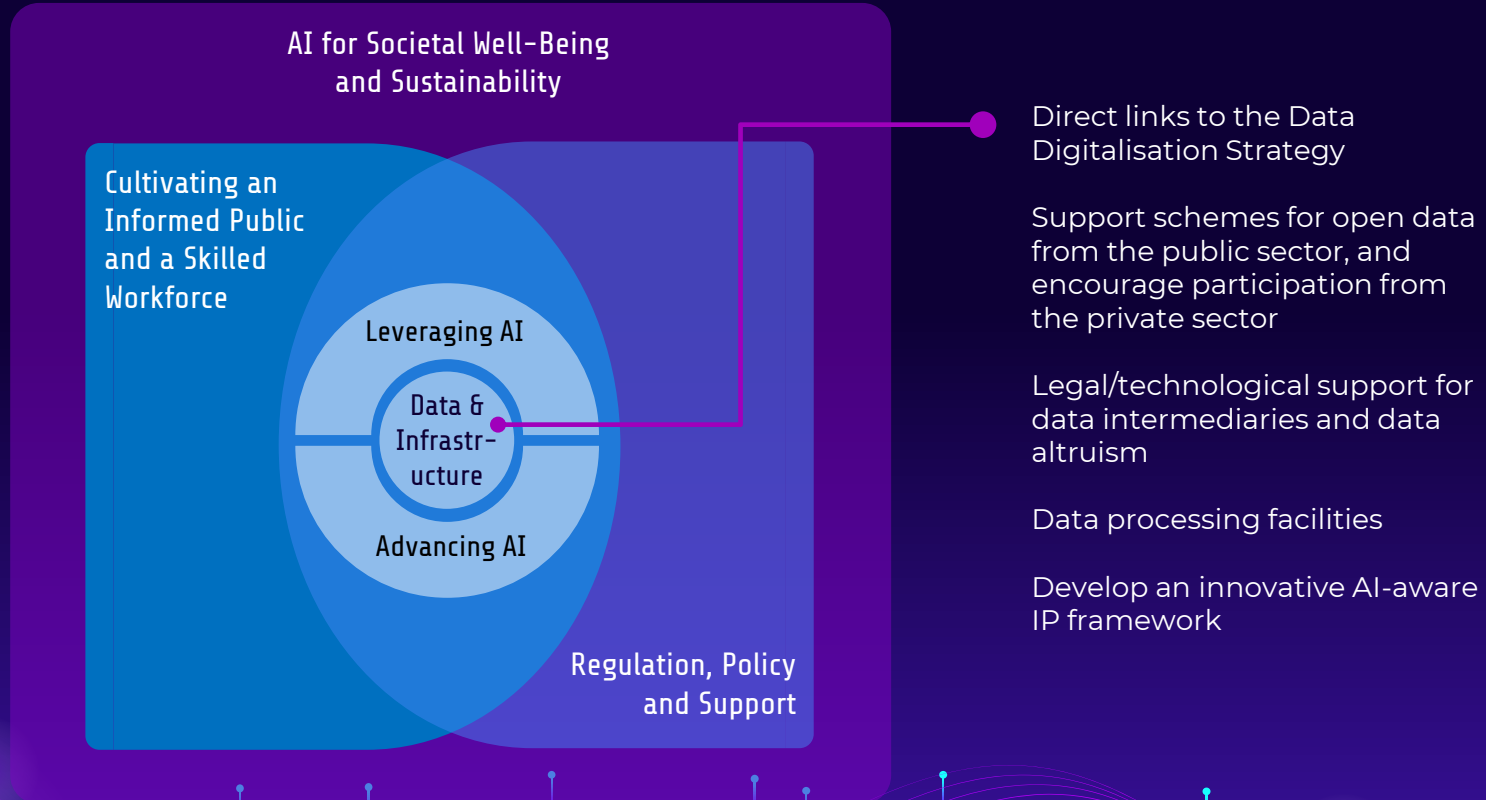 AI for Societal Well-Being
and Sustainability
Cultivating an
Informed Public
and a Skilled
Workforce
Leveraging AI
Data &
Infrastr-
ucture
Advancing AI
Regulation, Policy
and Support
Direct links to the Data
Digitalisation Strategy
Support schemes for open data
from the public sector, and
encourage participation from
the private sector
Legal/technological support for
data intermediaries and data
altruism
Data processing facilities
Develop an innovative AI-aware
IP framework